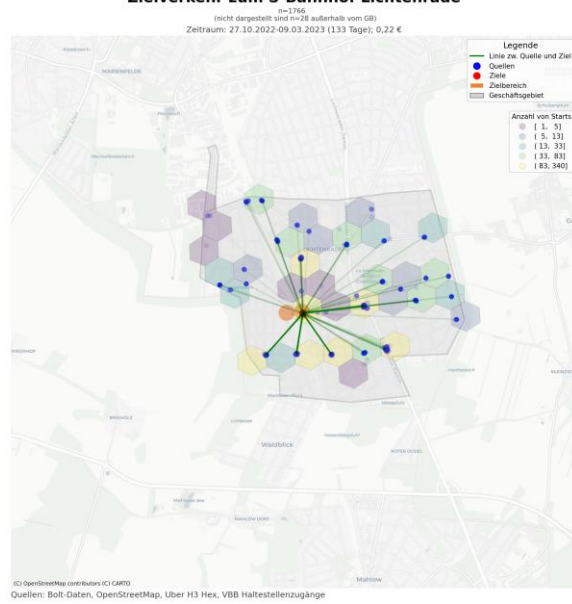 Zielverkehr zum S-Bahnhof Lichtenrade
n=1766
(nicht dargestellt sind n=28 außerhalb vom GB)
Zeitraum: 27.10.2022-09.03.2023 (133 Tage); 0,22 €
Legende
Linie zw. Quelle und Ziel
Quellen
Ziele
Zielbereich
Geschäftsgebiet
Anzahl von Starts
[ 1, 5]
( 5, 13]
( 13, 33]
( 33, 83]
( 83, 340]
MARIENFELDE
LICHTENRADE
Waldblick
Mahlow
(C) OpenStreetMap contributors (C) CARTO
Quellen: Bolt-Daten, OpenStreetMap, Uber H3 Hex, VBB Haltestellenzugänge